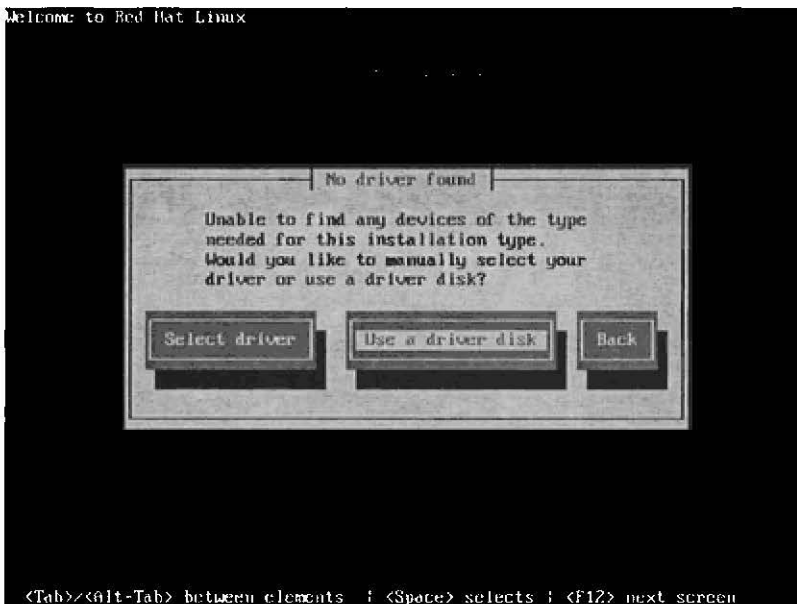 Welcome to Red Hat Linux
No driver found
Unable to find any devices of the type
needed for this installation type.
Would you like to manually select your
driver or use a driver disk?
Select driver Use a driver disk Back
<Tab>/<Alt-Tab> between elements | <Space> selects | <F12> next screen